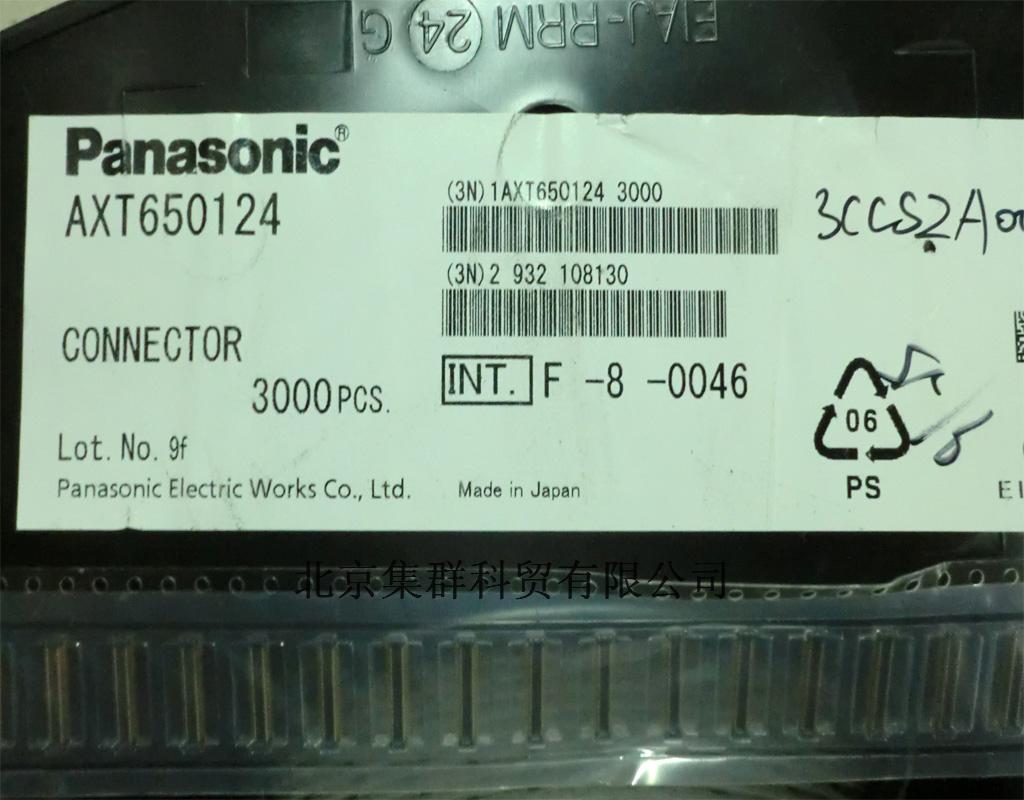 EIAJ-RRM 24 G
Panasonic®
AXT650124
(3N)1AXT650124 3000
(3N)2 932 108130
CONNECTOR
3000PCS.
INT. F -8 -0046
Lot. No. 9f
Panasonic Electric Works Co., Ltd.
Made in Japan
06
PS
北京集群科贸有限公司